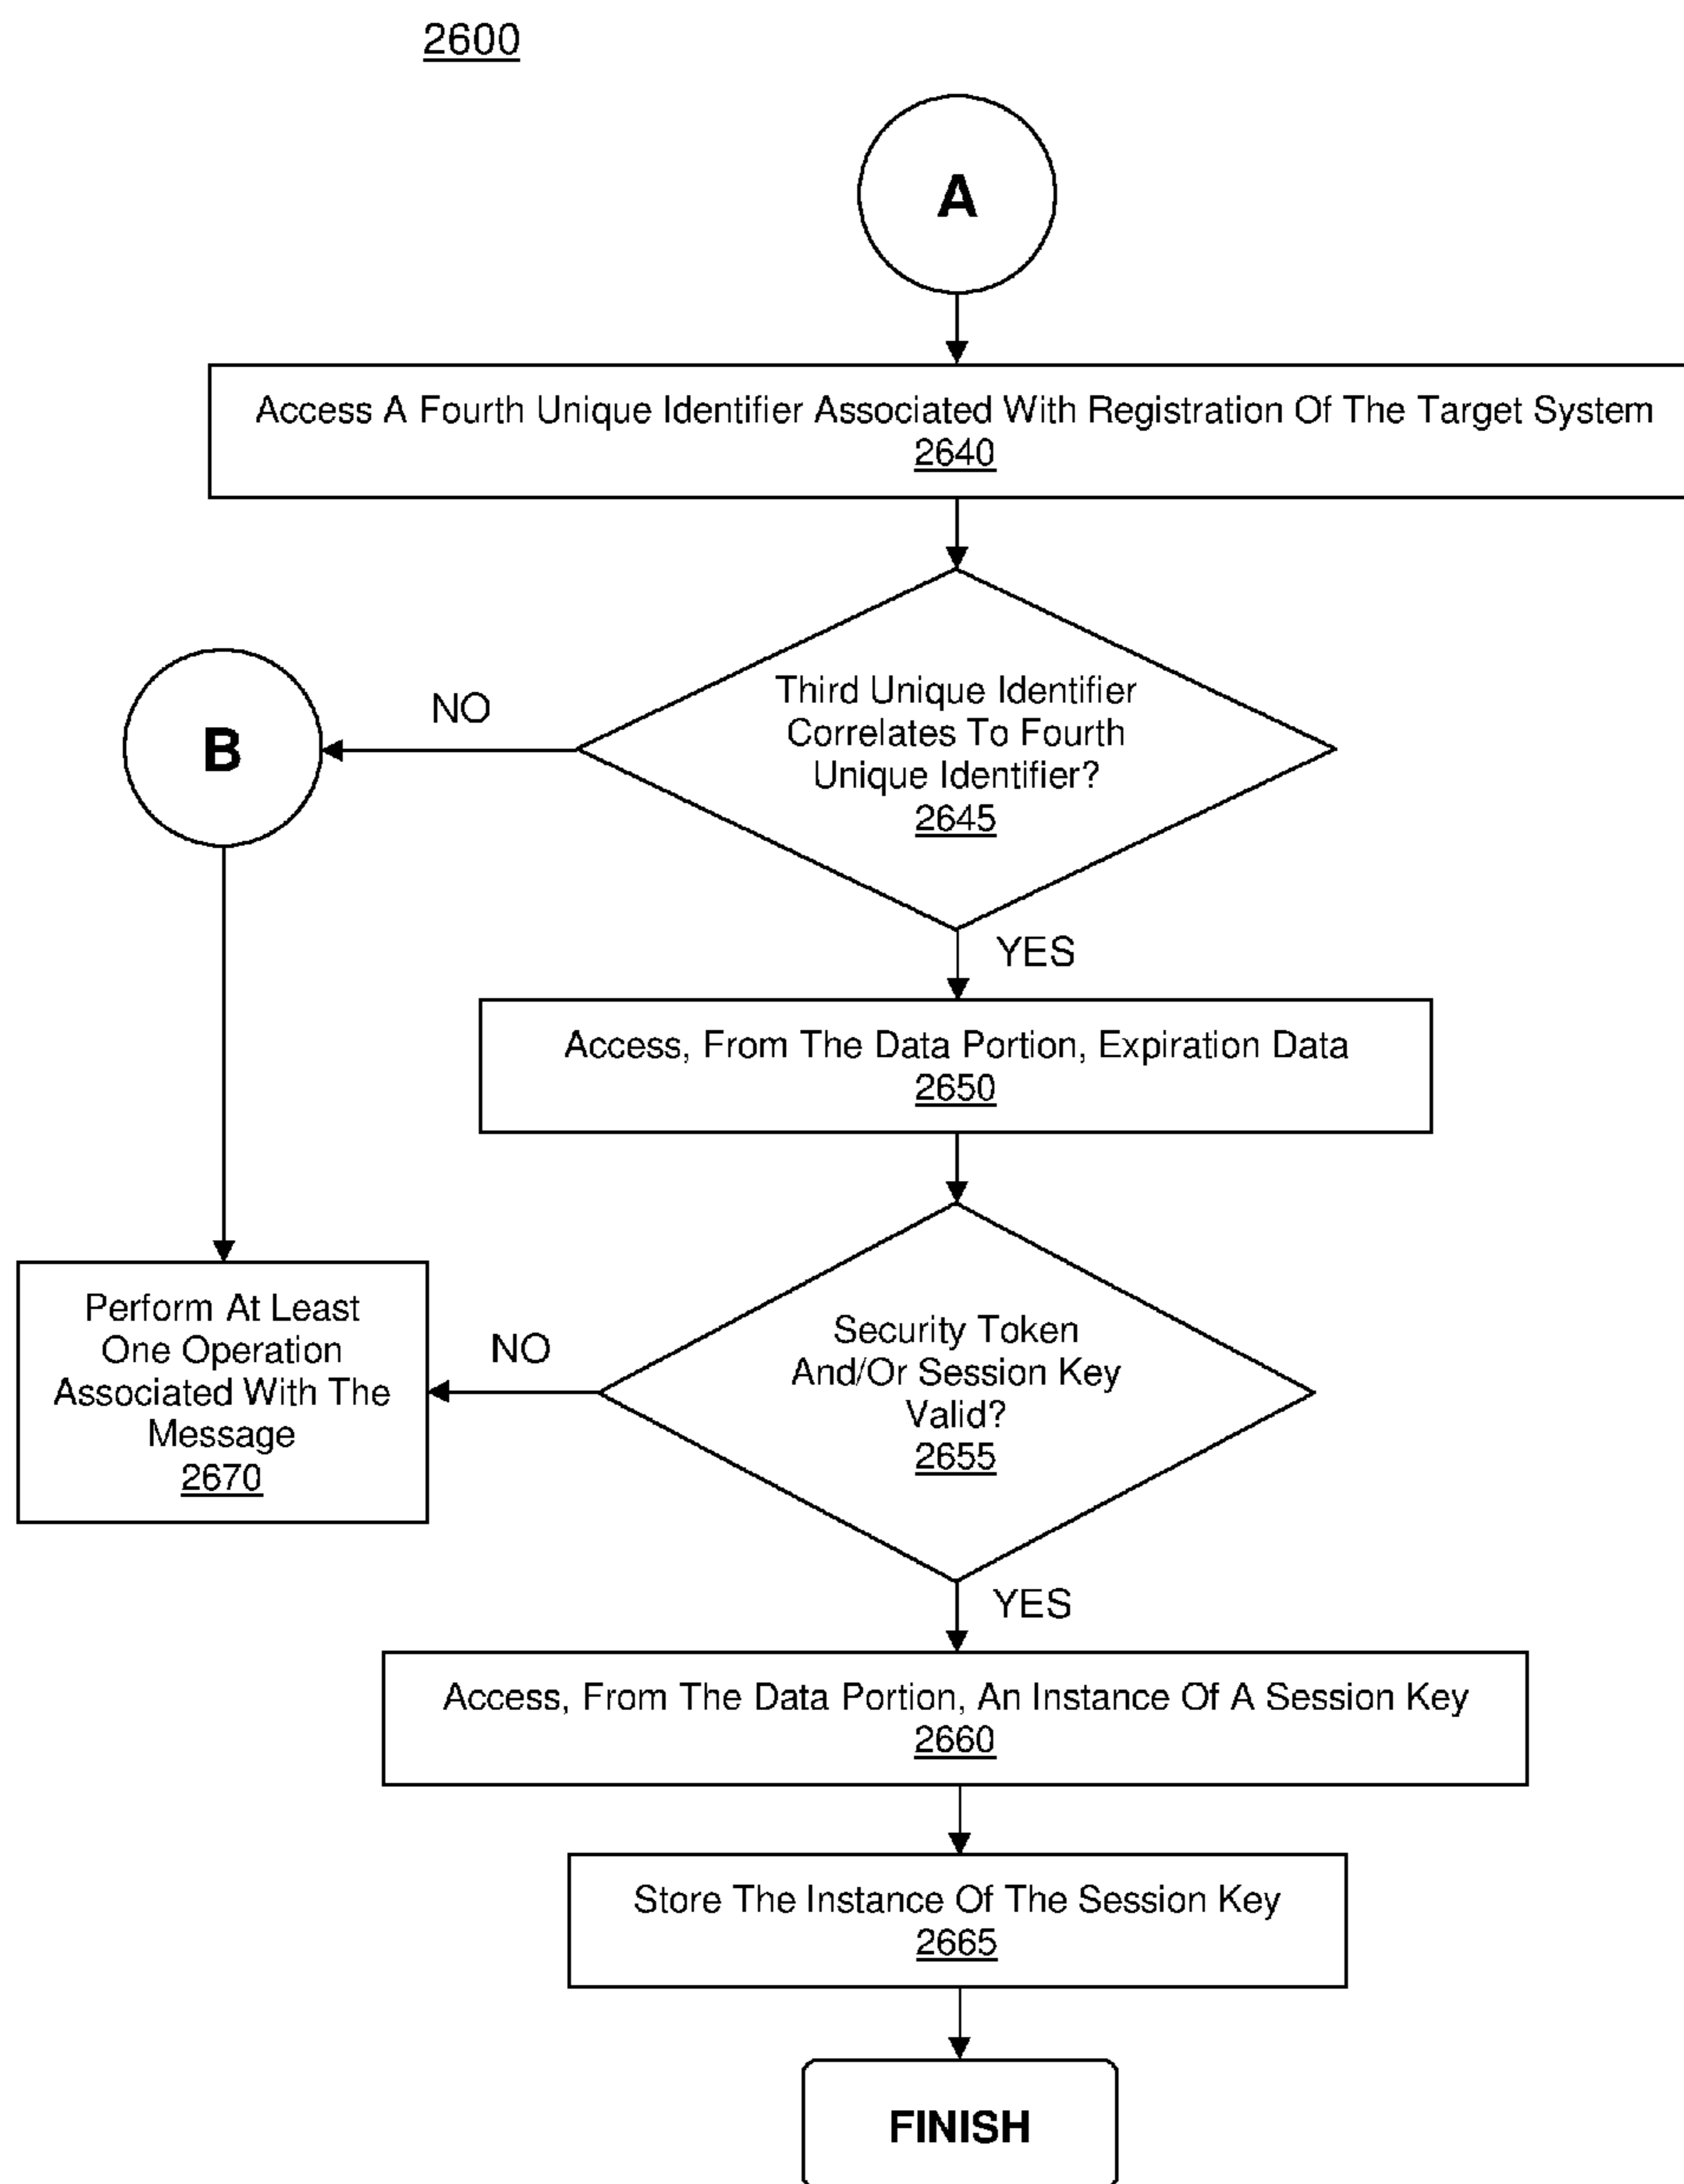 2600
A
Access A Fourth Unique Identifier Associated With Registration Of The Target System
2640
Third Unique Identifier
Correlates To Fourth
Unique Identifier?
2645
NO
B
YES
Access, From The Data Portion, Expiration Data
2650
Security Token
And/Or Session Key
Valid?
2655
NO
Perform At Least
One Operation
Associated With The
Message
2670
YES
Access, From The Data Portion, An Instance Of A Session Key
2660
Store The Instance Of The Session Key
2665
FINISH